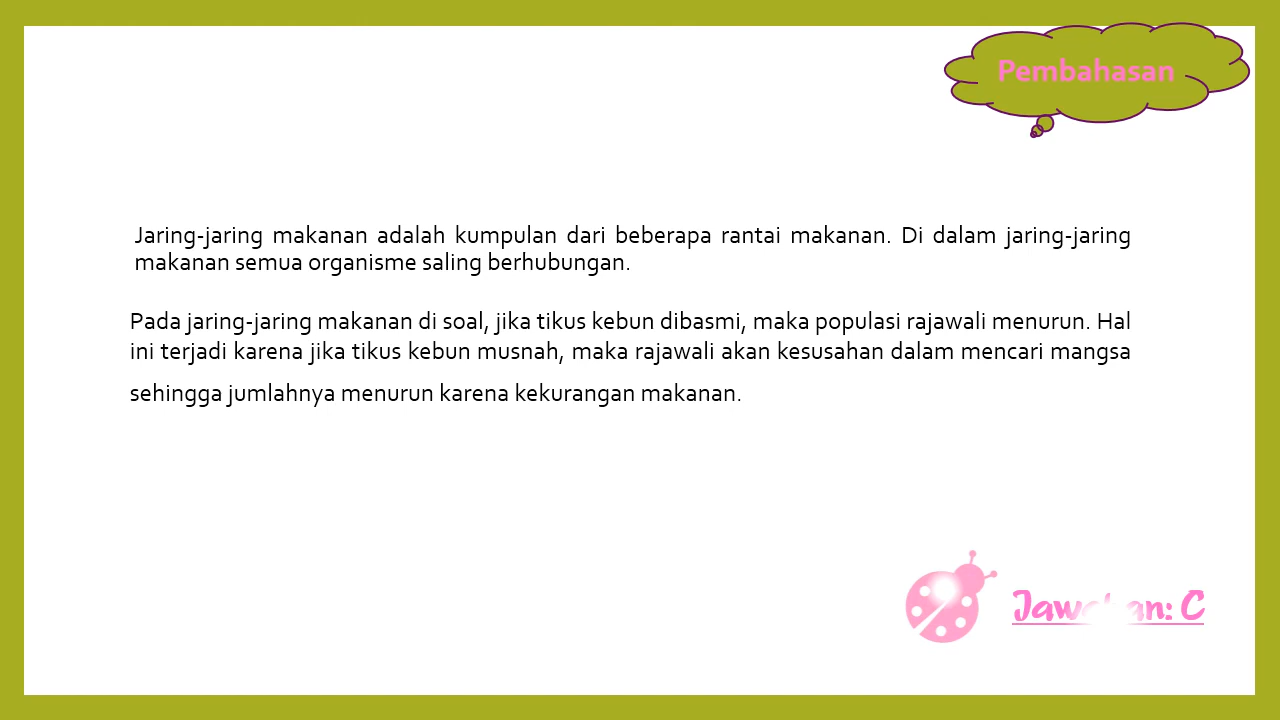 Pembahasan
Jaring-jaring makanan adalah kumpulan dari beberapa rantai makanan. Di dalam jaring-jaring
makanan semua organisme saling berhubungan.
Pada jaring-jaring makanan di soal, jika tikus kebun dibasmi, maka populasi rajawali menurun. Hal
ini terjadi karena jika tikus kebun musnah, maka rajawali akan kesusahan dalam mencari mangsa
sehingga jumlahnya menurun karena kekurangan makanan.
Jawaban: C